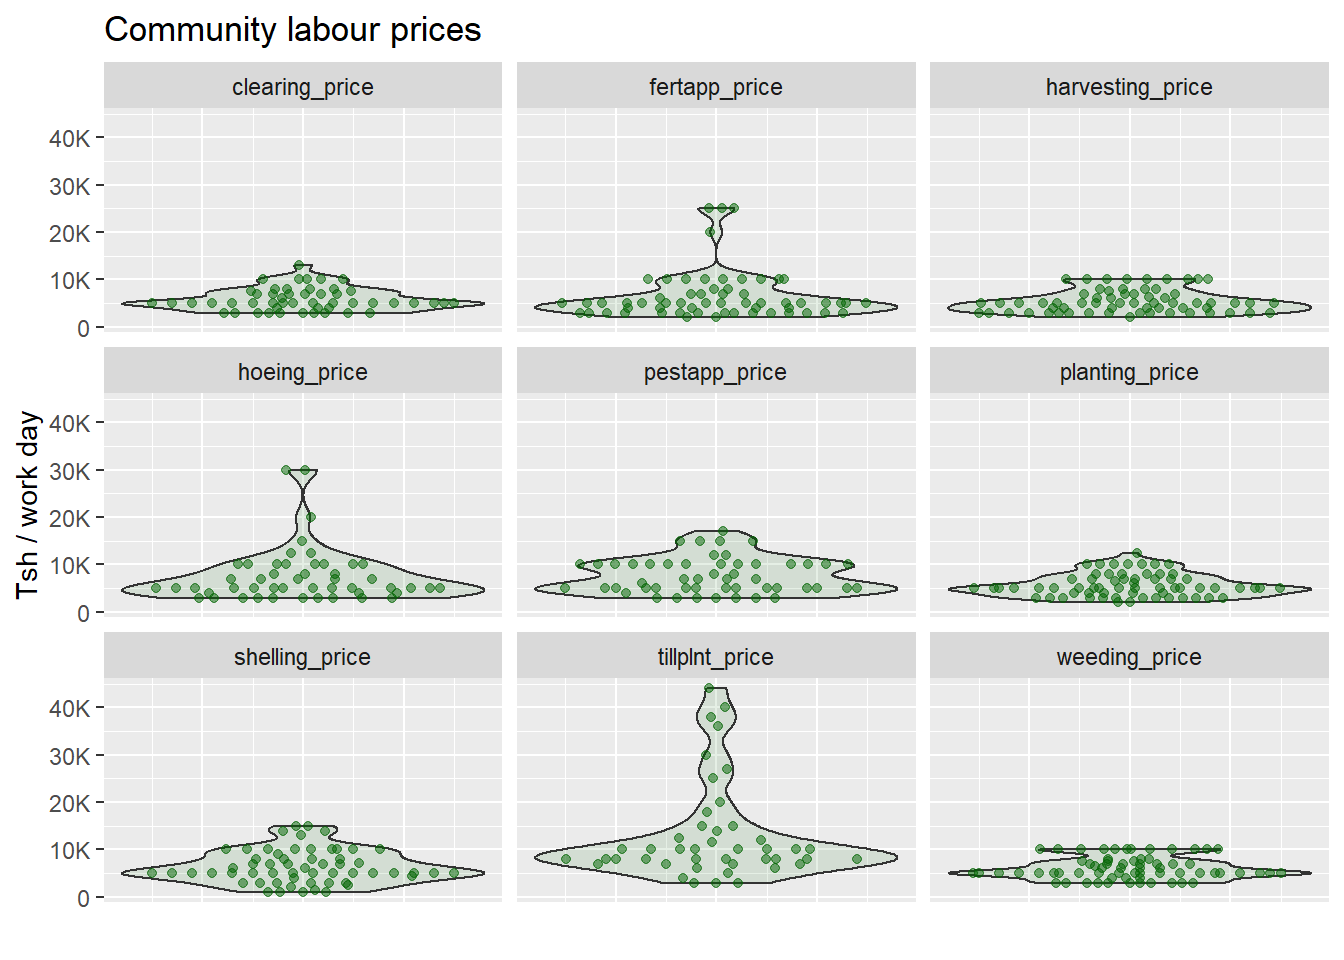 Community labour prices
clearing_price fertapp_price harvesting_price
40K
30K
20K
10K
0
hoeing_price pestapp_price planting_price
40K
30K
20K
10K
0
Tsh / work day
shelling_price tillplnt_price weeding_price
40K
30K
20K
10K
0